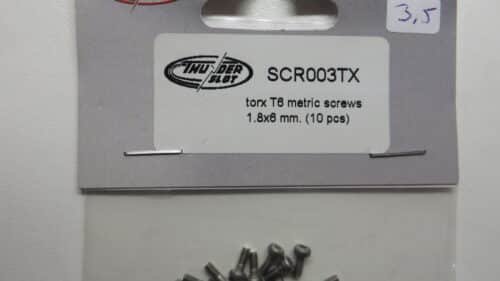 3,5
THUNDER
SLOT
SCR003TX
torx T6 metric screws
1.8x6 mm. (10 pcs)